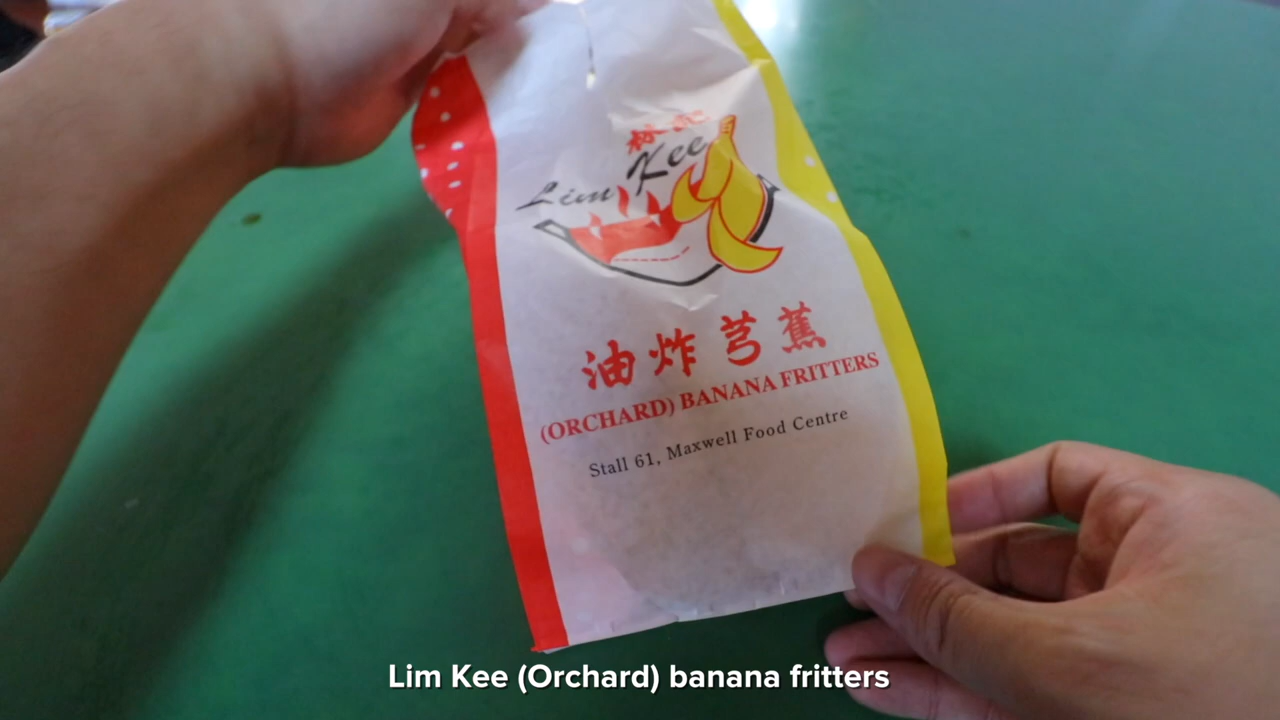 林記
Lim Kee
油炸芎蕉
(ORCHARD) BANANA FRITTERS
Stall 61, Maxwell Food Centre
Lim Kee (Orchard) banana fritters